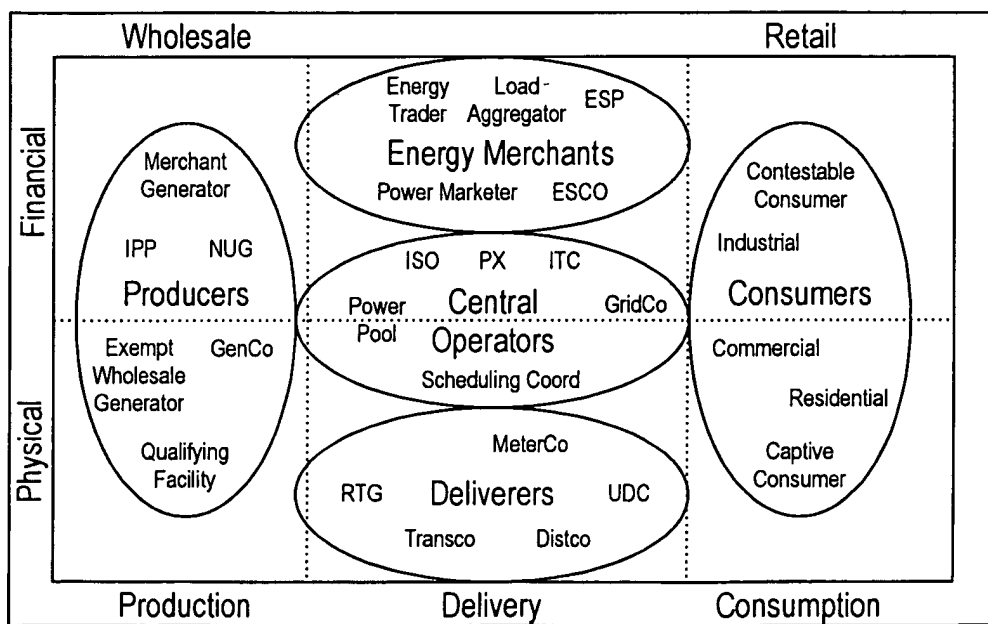 Wholesale
Retail
Financial
Physical
Energy
Trader
Load-
Aggregator
ESP
Energy Merchants
Power Marketer
ESCO
Merchant
Generator
IPP
NUG
Producers
Exempt
Wholesale
Generator
GenCo
Qualifying
Facility
ISO
PX
ITC
Power
Pool
Central
Operators
GridCo
Scheduling Coord
MeterCo
RTG
Deliverers
UDC
Transco
Distco
Contestable
Consumer
Industrial
Consumers
Commercial
Residential
Captive
Consumer
Production
Delivery
Consumption